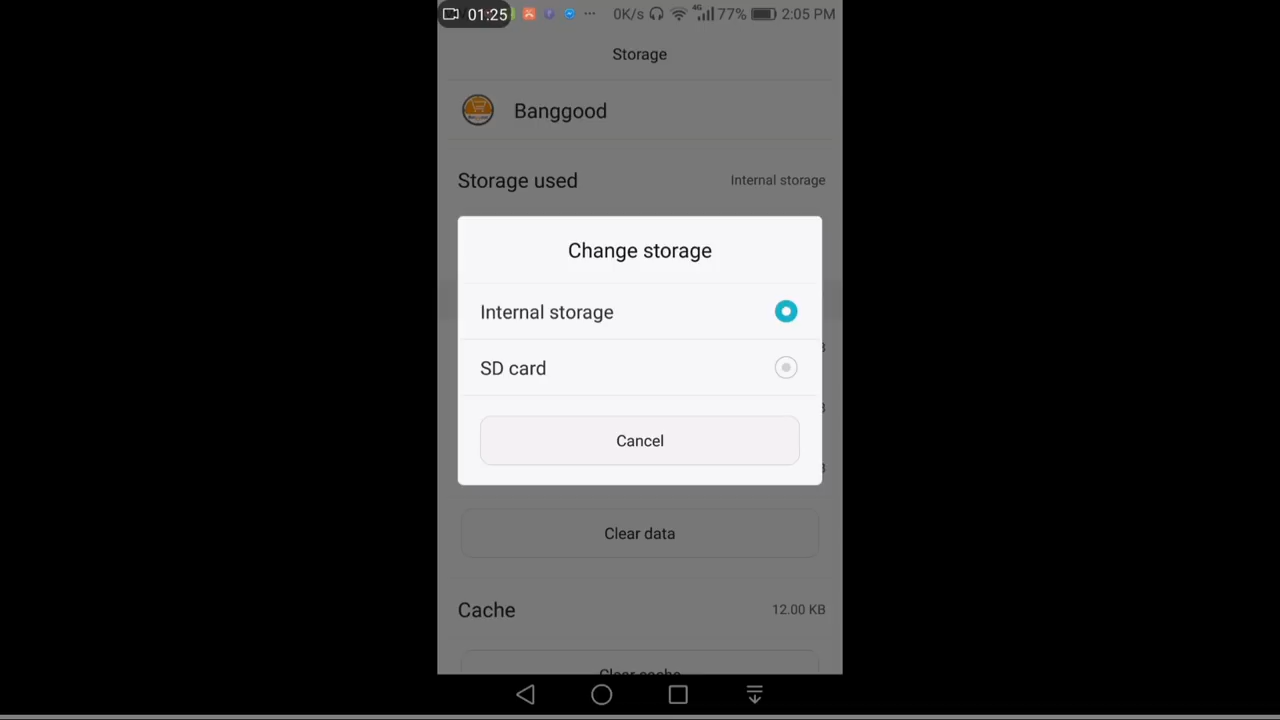 01:25 ... 0K/s 4G 77% 2:05 PM
Storage
Banggood
Storage used Internal storage
Change storage
Internal storage
SD card
Cancel
Clear data
Cache 12.00 KB
Clear cache